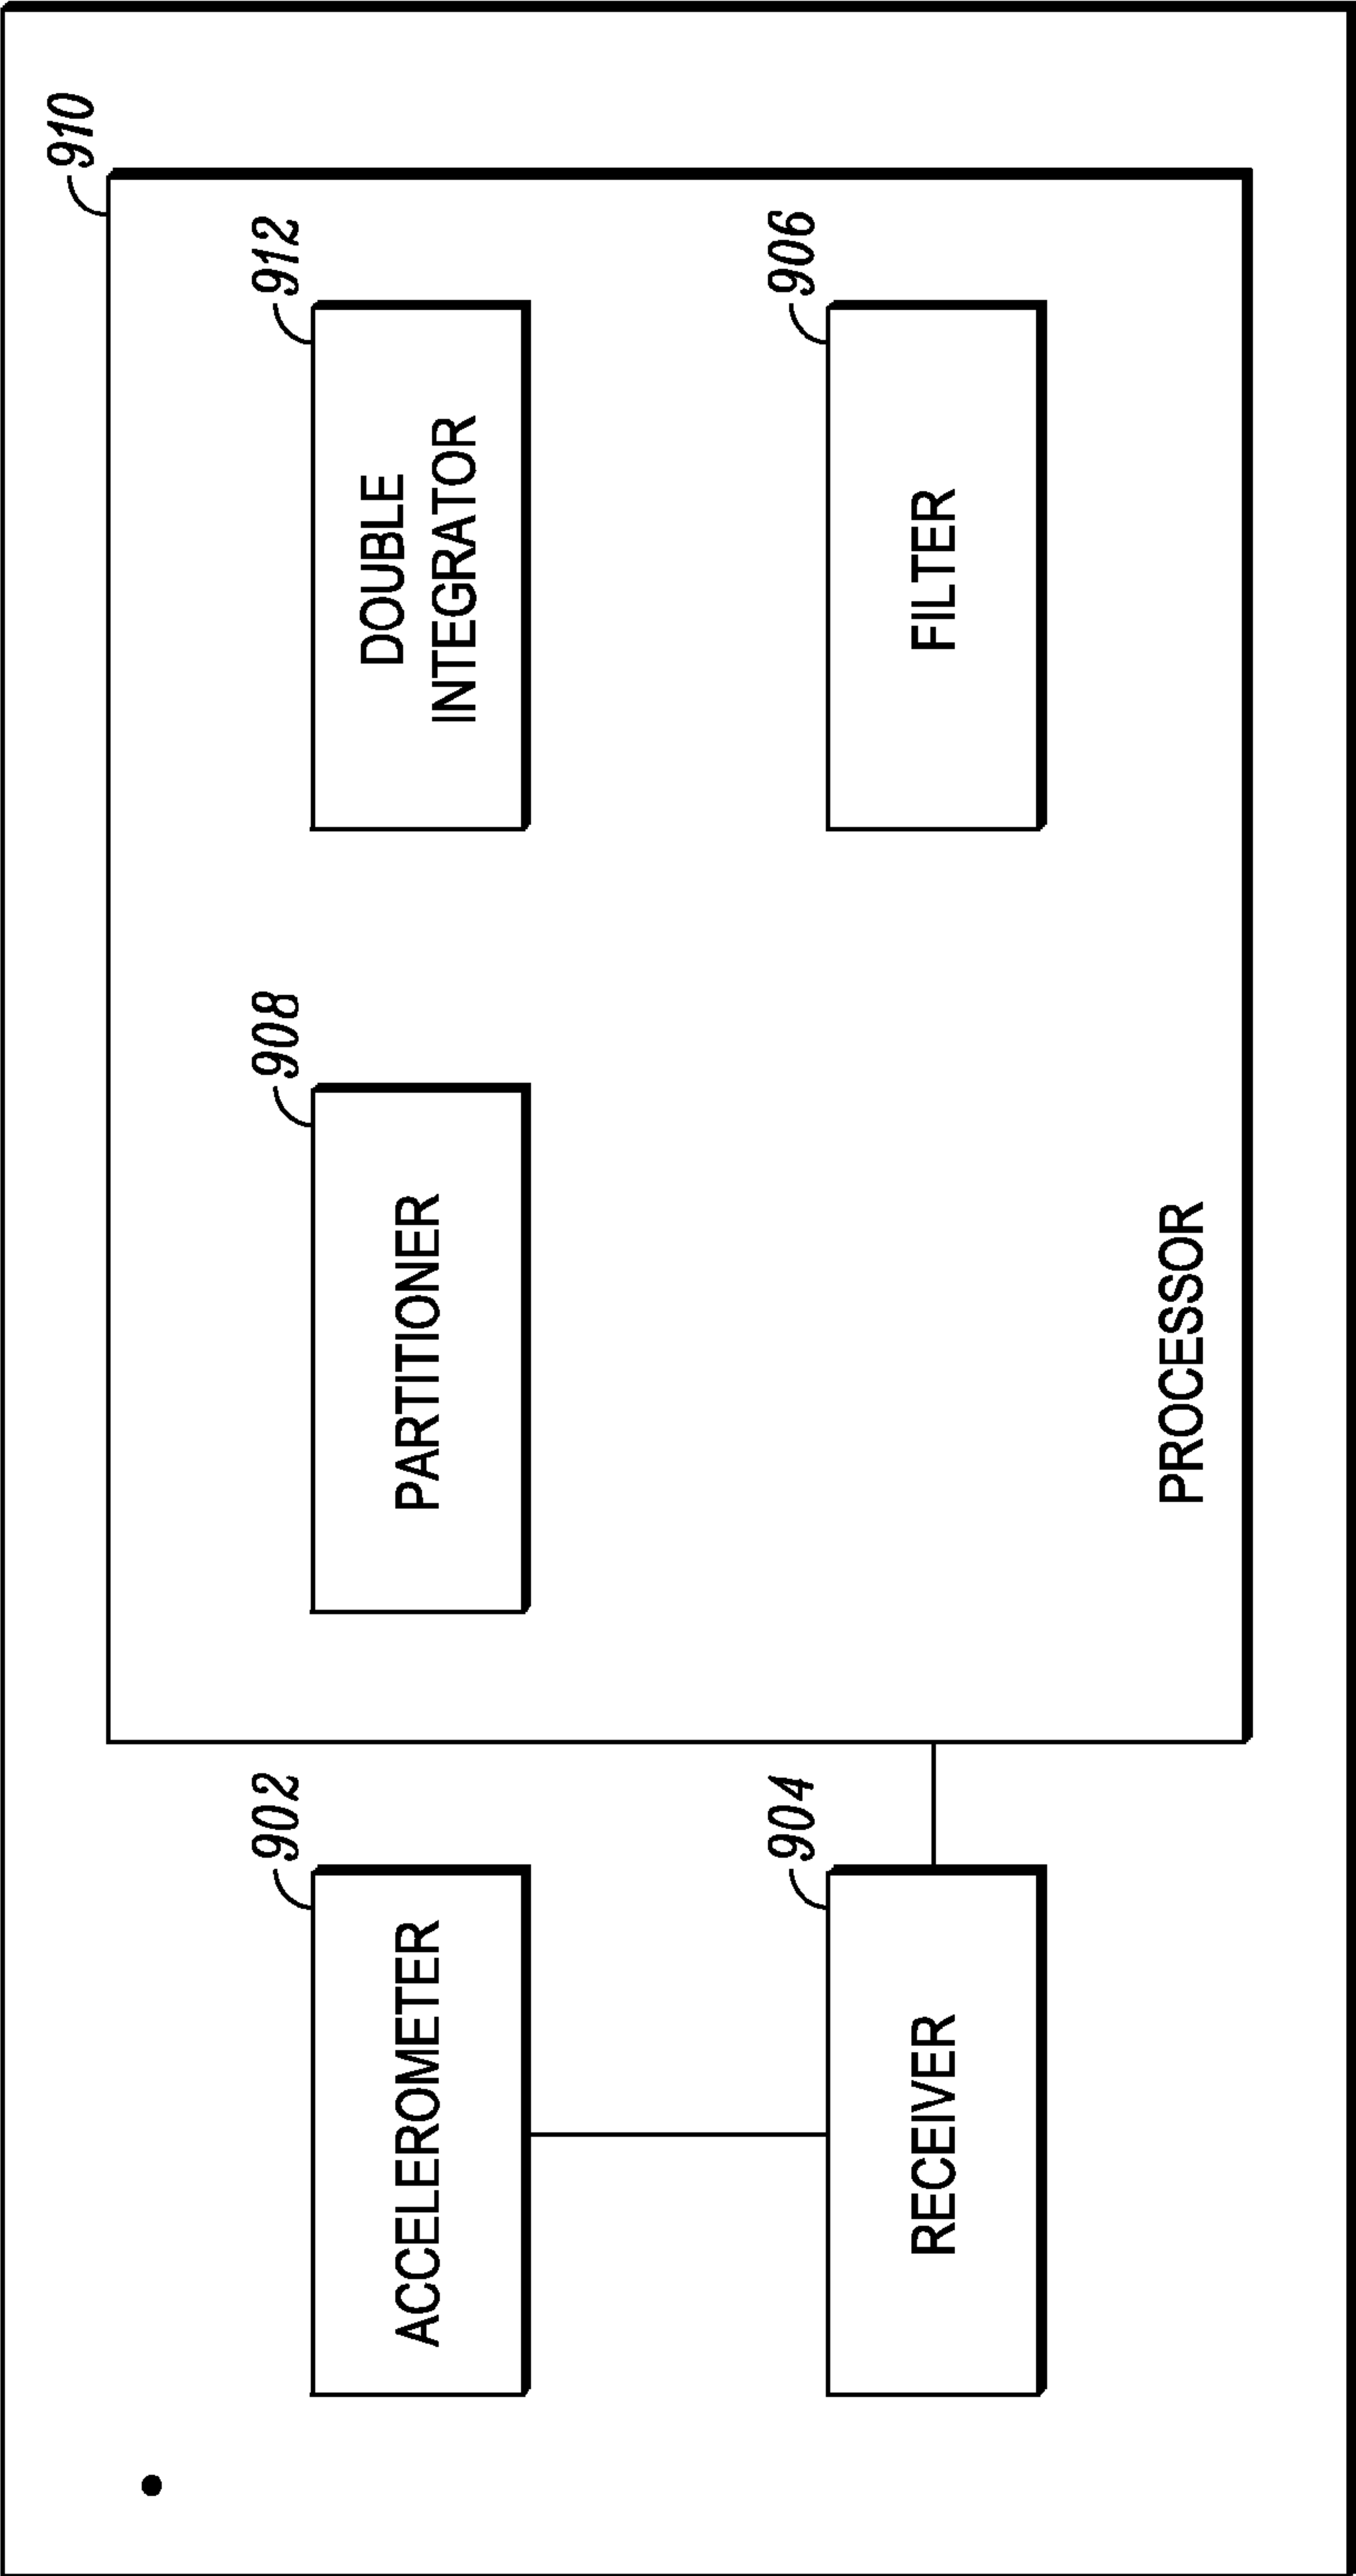 910
902
ACCELEROMETER
908
PARTITIONER
912
DOUBLE
INTEGRATOR
904
RECEIVER
906
FILTER
PROCESSOR